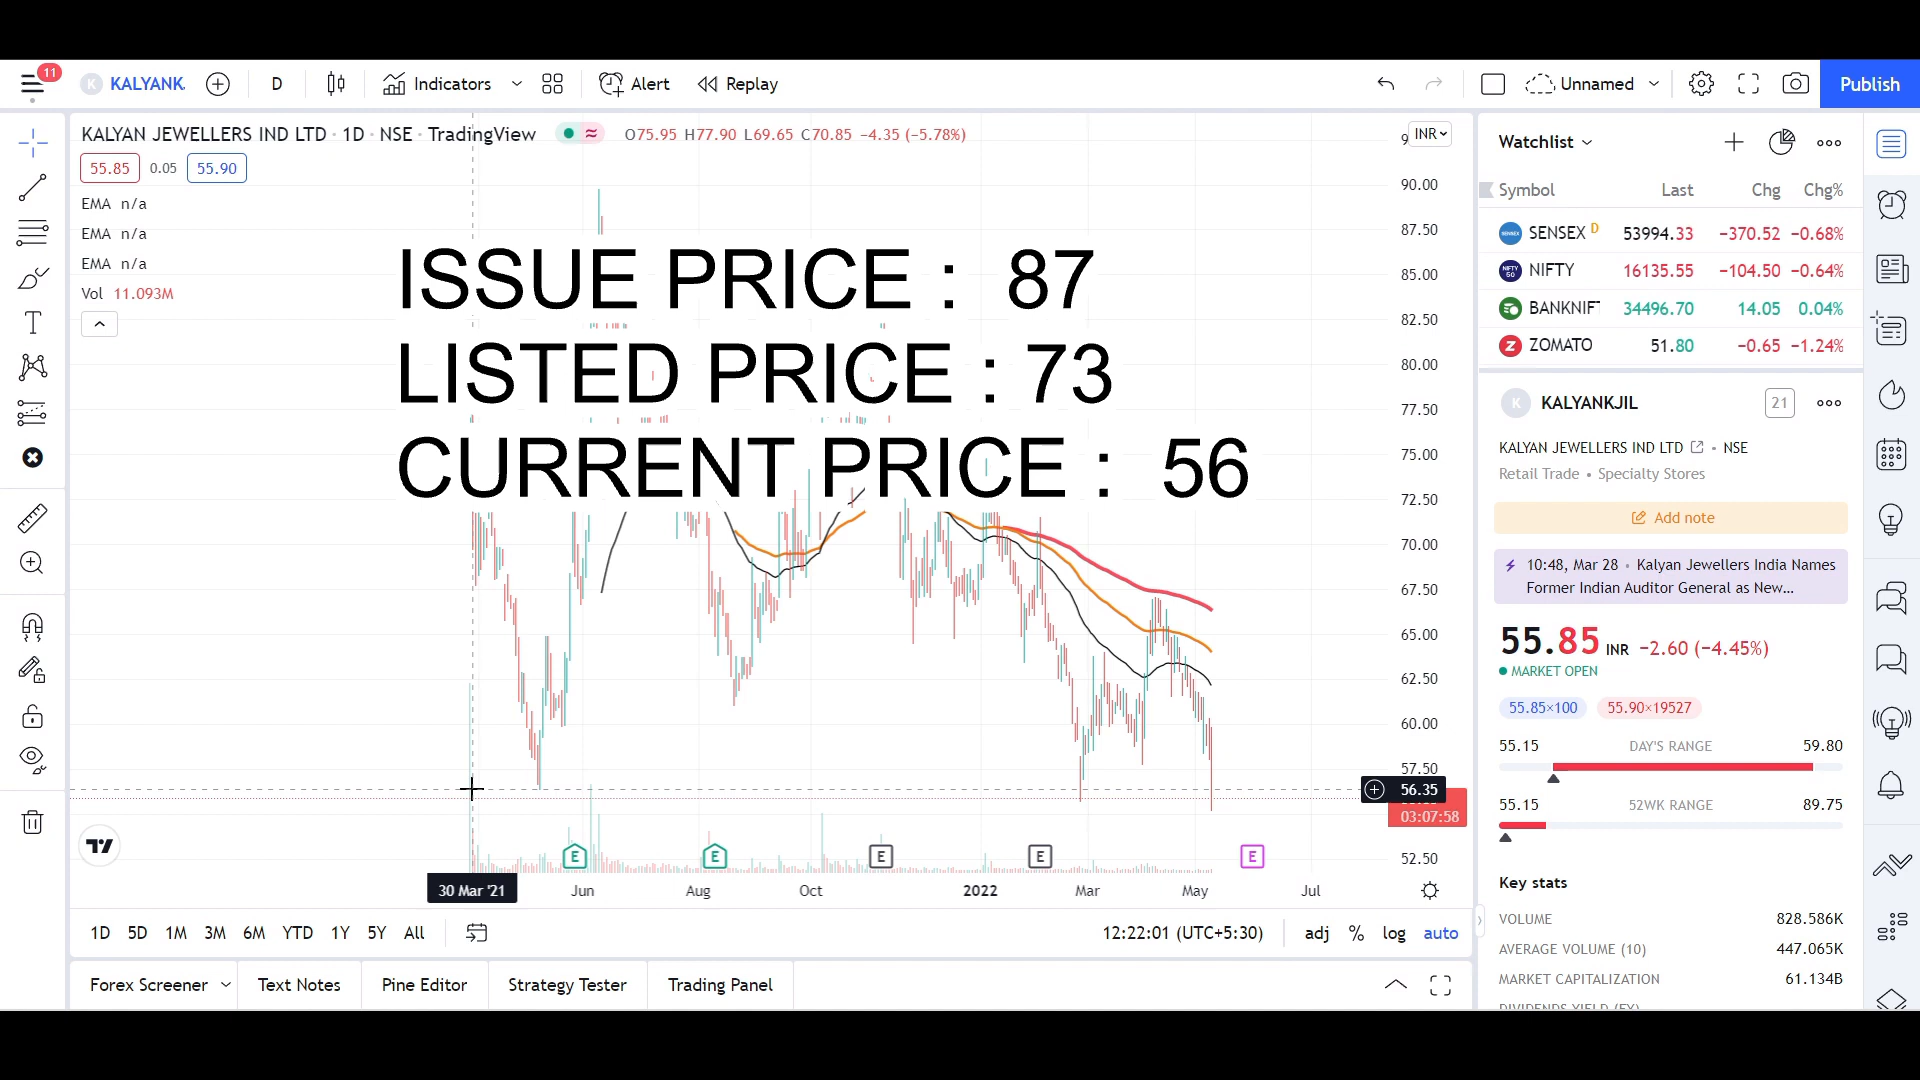 11
K KALYANK
D
Indicators
Alert
Replay
Unnamed
Publish
KALYAN JEWELLERS IND LTD · 1D · NSE · TradingView
O75.95 H77.90 L69.65 C70.85 −4.35 (−5.78%)
INR
55.85 0.05 55.90
EMA n/a
EMA n/a
EMA n/a
Vol 11.093M
ISSUE PRICE : 87
LISTED PRICE : 73
CURRENT PRICE : 56
90.00
87.50
85.00
82.50
80.00
77.50
75.00
72.50
70.00
67.50
65.00
62.50
60.00
57.50
56.35
03:07:58
52.50
E E E E E
30 Mar '21 Jun Aug Oct 2022 Mar May Jul
1D 5D 1M 3M 6M YTD 1Y 5Y All
12:22:01 (UTC+5:30) adj % log auto
Forex Screener Text Notes Pine Editor Strategy Tester Trading Panel
Watchlist
Symbol Last Chg Chg%
SENSEX D 53994.33 −370.52 −0.68%
NIFTY 16135.55 −104.50 −0.64%
BANKNIFT 34496.70 14.05 0.04%
ZOMATO 51.80 −0.65 −1.24%
K KALYANKJIL 21
KALYAN JEWELLERS IND LTD • NSE
Retail Trade • Specialty Stores
Add note
10:48, Mar 28 • Kalyan Jewellers India Names
Former Indian Auditor General as New...
55.85 INR −2.60 (−4.45%)
MARKET OPEN
55.85×100 55.90×19527
55.15 DAY'S RANGE 59.80
55.15 52WK RANGE 89.75
Key stats
VOLUME 828.586K
AVERAGE VOLUME (10) 447.065K
MARKET CAPITALIZATION 61.134B
DIVIDENDS YIELD (FY)